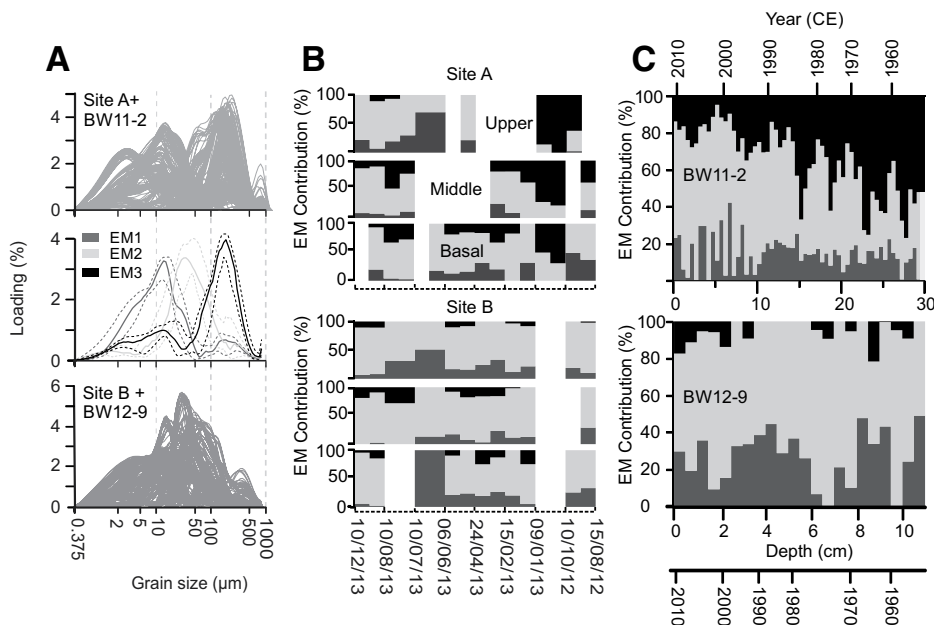 A
B
C
Year (CE)
2010
2000
1990
1980
1970
1960
Site A+
BW11-2
4
2
0
Loading (%)
EM1
EM2
EM3
4
2
0
Site B +
BW12-9
6
4
2
0
0.375
2
5
10
50
100
1000
Grain size (µm)
Site A
EM Contribution (%)
100
50
Upper
100
50
Middle
100
50
0
Basal
Site B
EM Contribution (%)
100
50
100
50
100
50
0
10/12/13
10/08/13
10/07/13
06/06/13
24/04/13
15/02/13
09/01/13
10/10/12
15/08/12
EM Contribution (%)
100
80
60
40
20
BW11-2
0
10
20
30
EM Contribution (%)
100
80
60
40
20
0
BW12-9
0
2
4
6
8
10
Depth (cm)
2010
2000
1990
1980
1970
1960